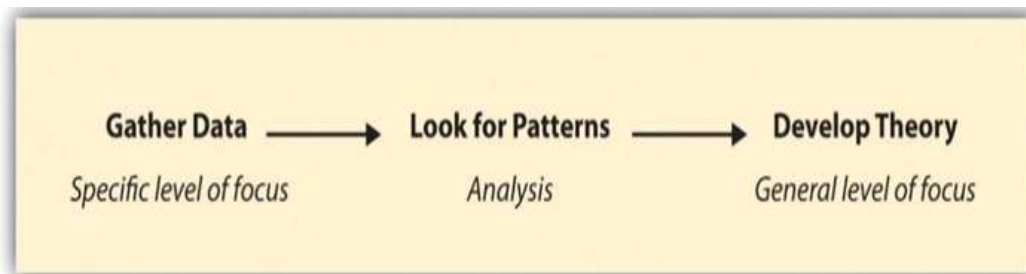 Gather Data Look for Patterns Develop Theory
Specific level of focus Analysis General level of focus